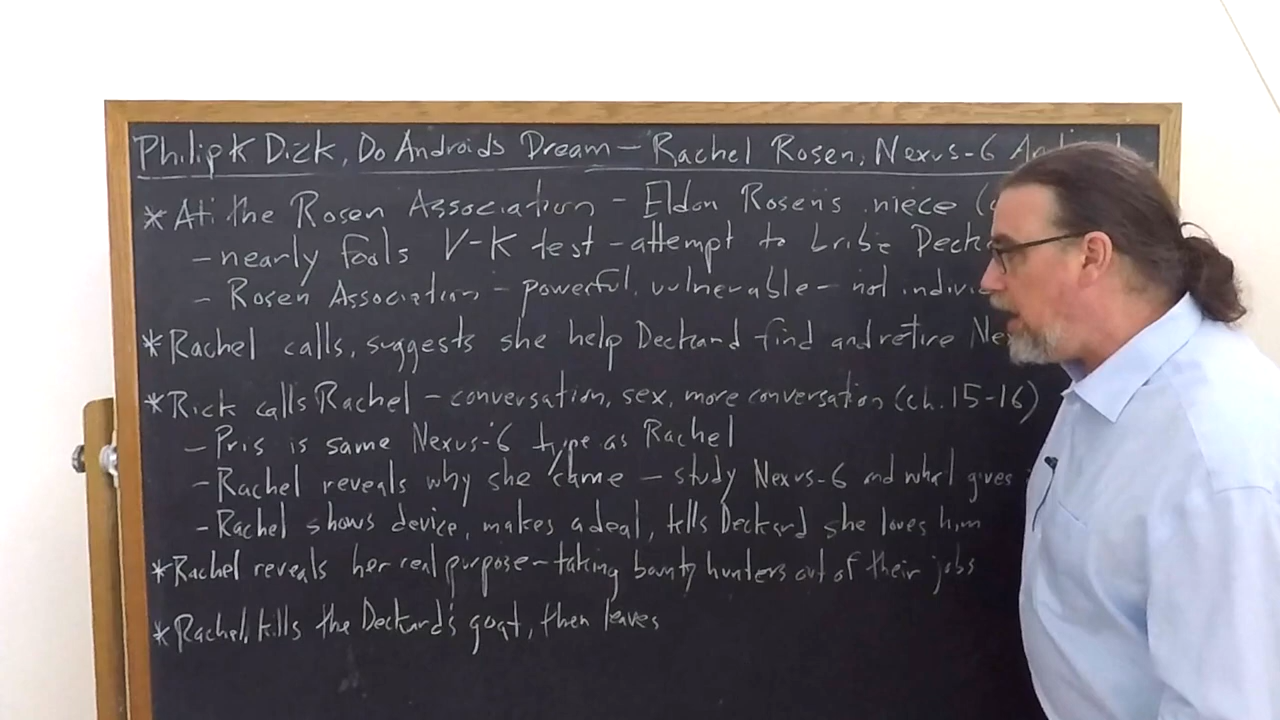 Philip K Dick, Do Androids Dream – Rachel Rosen, Nexus-6
* At the Rosen Association – Eldon Rosen's niece
– nearly fools V-K test – attempt to bribe
– Rosen Association – powerful, vulnerable – not
* Rachel calls, suggests she help Deckard find and retire
* Rick calls Rachel – conversation, sex, more conversation (ch. 15-16)
– Pris is same Nexus-6 type as Rachel
– Rachel reveals why she came – study Nexus-6 and what gives
– Rachel shows device, makes a deal, tells Deckard she loves him
* Rachel reveals her real purpose – taking bounty hunters out of their jobs
* Rachel kills the Deckard's goat, then leaves